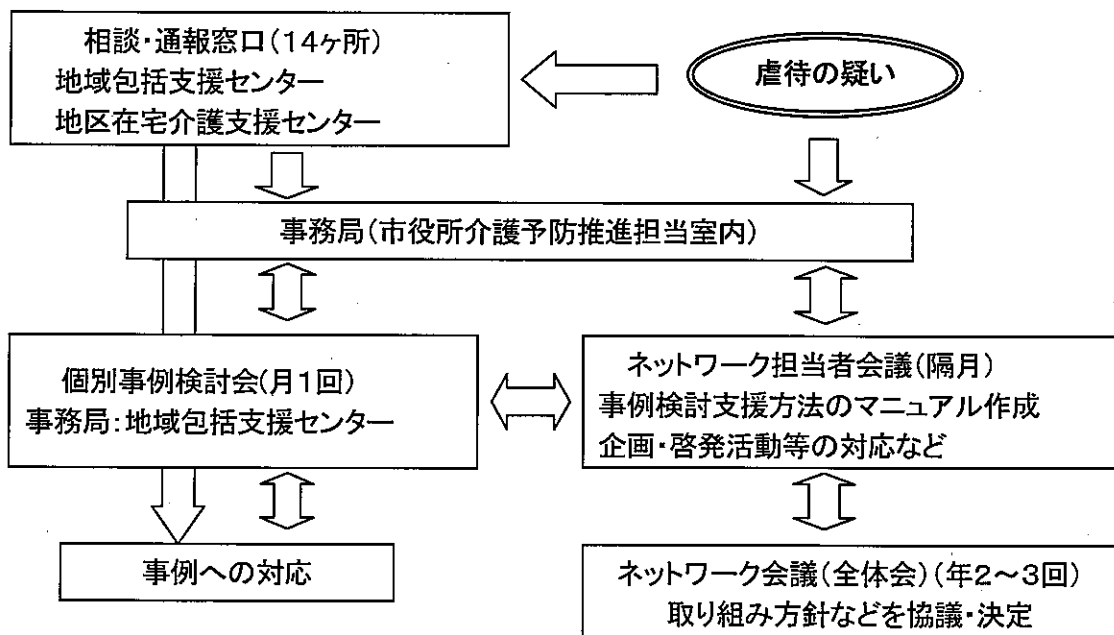 相談・通報窓口(14ヶ所)
地域包括支援センター
地区在宅介護支援センター
虐待の疑い
事務局(市役所介護予防推進担当室内)
個別事例検討会(月1回)
事務局:地域包括支援センター
ネットワーク担当者会議(隔月)
事例検討支援方法のマニュアル作成
企画・啓発活動等の対応など
事例への対応
ネットワーク会議(全体会)(年2～3回)
取り組み方針などを協議・決定